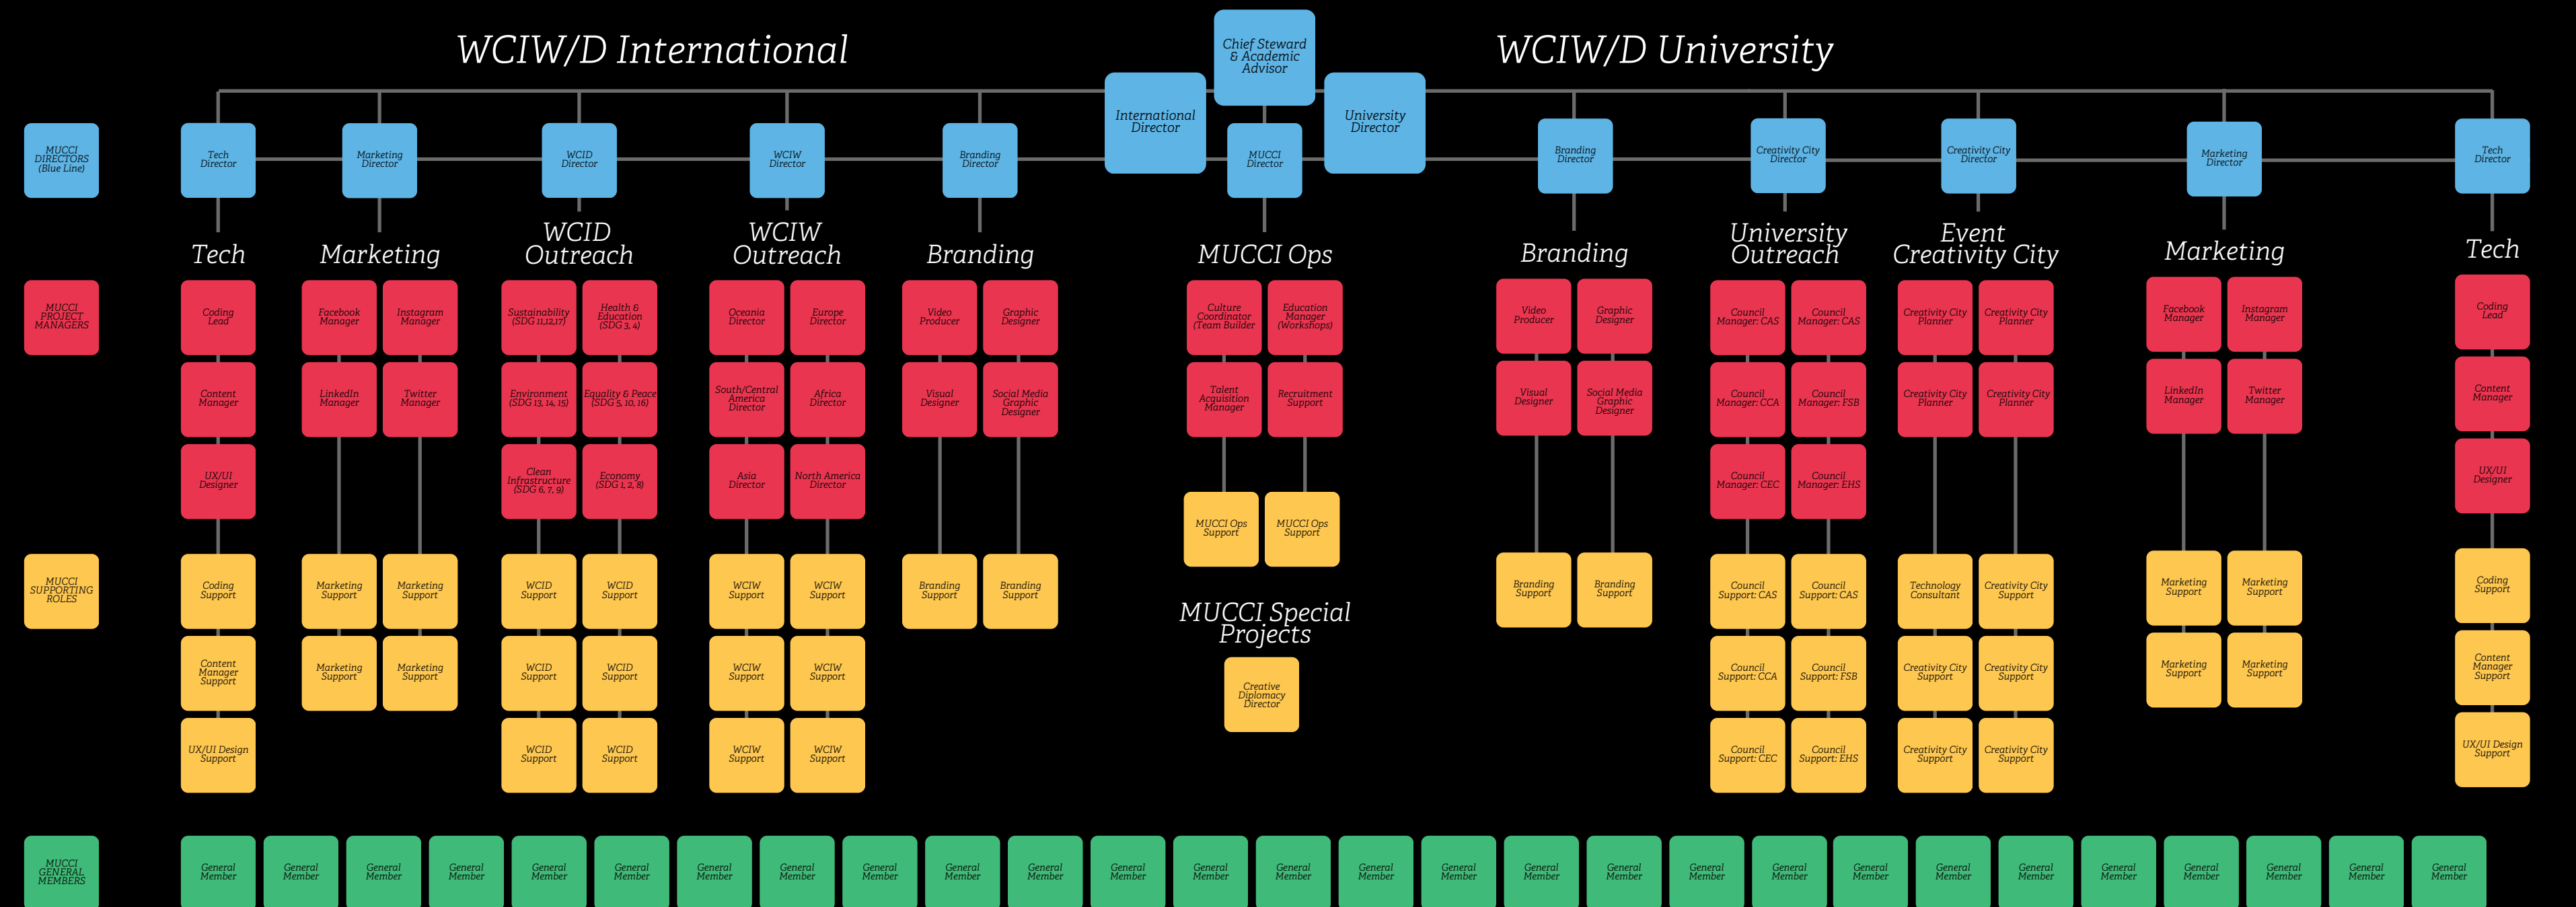 WCIW/D International
Chief Steward
& Academic
Advisor
WCIW/D University
International
Director
University
Director
MUCCI
DIRECTORS
(Blue Line)
Tech
Director
Marketing
Director
WCID
Director
WCIW
Director
Branding
Director
MUCCI
Director
Branding
Director
Creativity City
Director
Creativity City
Director
Marketing
Director
Tech
Director
Tech
Marketing
WCID
Outreach
WCIW
Outreach
Branding
MUCCI Ops
Branding
University
Outreach
Event
Creativity City
Marketing
Tech
MUCCI
PROJECT
MANAGERS
Coding
Lead
Facebook
Manager
Instagram
Manager
Sustainability
(SDG 11,12,17)
Health &
Education
(SDG 3, 4)
Oceania
Director
Europe
Director
Video
Producer
Graphic
Designer
Culture
Coordinator
(Team Builder
Education
Manager
(Workshops)
Video
Producer
Graphic
Designer
Council
Manager: CAS
Council
Manager: CAS
Creativity City
Planner
Creativity City
Planner
Facebook
Manager
Instagram
Manager
Coding
Lead
Content
Manager
LinkedIn
Manager
Twitter
Manager
Environment
(SDG 13, 14, 15)
Equality & Peace
(SDG 5, 10, 16)
South/Central
America
Director
Africa
Director
Visual
Designer
Social Media
Graphic
Designer
Talent
Acquisition
Manager
Recruitment
Support
Visual
Designer
Social Media
Graphic
Designer
Council
Manager: CCA
Council
Manager: FSB
Creativity City
Planner
Creativity City
Planner
LinkedIn
Manager
Twitter
Manager
Content
Manager
UX/UI
Designer
Clean
Infrastructure
(SDG 6, 7, 9)
Economy
(SDG 1, 2, 8)
Asia
Director
North America
Director
Council
Manager: CEC
Council
Manager: EHS
UX/UI
Designer
MUCCI Ops
Support
MUCCI Ops
Support
MUCCI
SUPPORTING
ROLES
Coding
Support
Marketing
Support
Marketing
Support
WCID
Support
WCID
Support
WCIW
Support
WCIW
Support
Branding
Support
Branding
Support
Branding
Support
Branding
Support
Council
Support: CAS
Council
Support: CAS
Technology
Consultant
Creativity City
Support
Marketing
Support
Marketing
Support
Coding
Support
MUCCI Special
Projects
Content
Manager
Support
Marketing
Support
Marketing
Support
WCID
Support
WCID
Support
WCIW
Support
WCIW
Support
Creative
Diplomacy
Director
Council
Support: CCA
Council
Support: FSB
Creativity City
Support
Creativity City
Support
Marketing
Support
Marketing
Support
Content
Manager
Support
UX/UI Design
Support
WCID
Support
WCID
Support
WCIW
Support
WCIW
Support
Council
Support: CEC
Council
Support: EHS
Creativity City
Support
Creativity City
Support
UX/UI Design
Support
MUCCI
GENERAL
MEMBERS
General
Member
General
Member
General
Member
General
Member
General
Member
General
Member
General
Member
General
Member
General
Member
General
Member
General
Member
General
Member
General
Member
General
Member
General
Member
General
Member
General
Member
General
Member
General
Member
General
Member
General
Member
General
Member
General
Member
General
Member
General
Member
General
Member
General
Member
General
Member